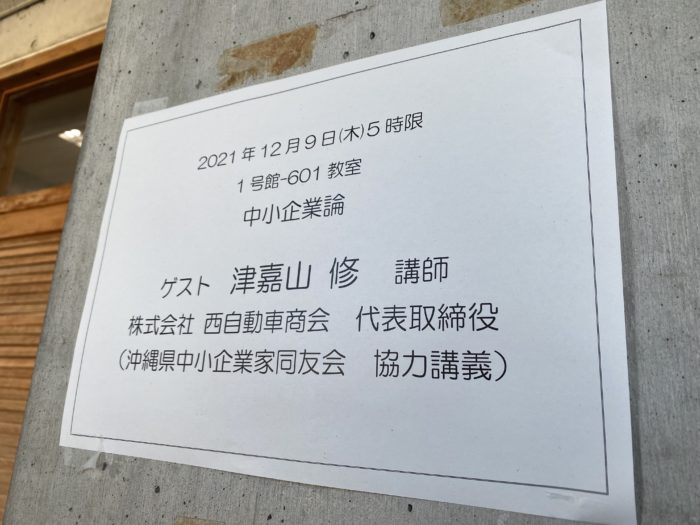 2021年12月9日(木)5時限
1号館-601教室
中小企業論
ゲスト 津嘉山 修 講師
株式会社 西自動車商会 代表取締役
(沖縄県中小企業家同友会 協力講義)